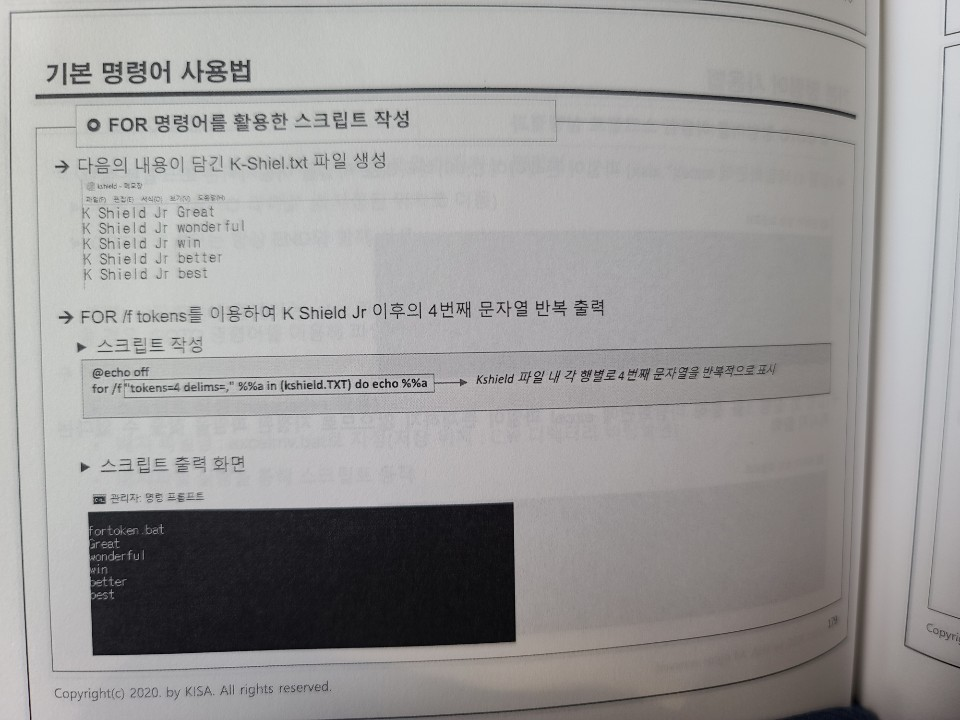 기본 명령어 사용법
FOR 명령어를 활용한 스크립트 작성
→ 다음의 내용이 담긴 K-Shiel.txt 파일 생성
kshield - 메모장
파일(F) 편집(E) 서식(O) 보기(V) 도움말(H)
K Shield Jr Great
K Shield Jr wonderful
K Shield Jr win
K Shield Jr better
K Shield Jr best
→ FOR /f tokens를 이용하여 K Shield Jr 이후의 4번째 문자열 반복 출력
▶ 스크립트 작성
@echo off
for /f "tokens=4 delims=," %%a in (kshield.TXT) do echo %%a
Kshield 파일 내 각 행별로 4번째 문자열을 반복적으로 표시
▶ 스크립트 출력 화면
관리자: 명령 프롬프트
fortoken.bat
Great
wonderful
win
better
best
Copyright(c) 2020. by KISA. All rights reserved.